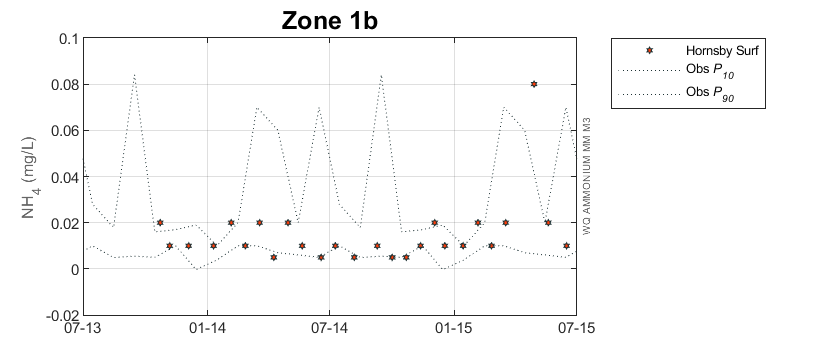 Zone 1b
0.1
0.08
0.06
0.04
0.02
0
-0.02
NH4 (mg/L)
07-13
01-14
07-14
01-15
07-15
WQ AMMONIUM MM M3
Hornsby Surf
Obs P10
Obs P90